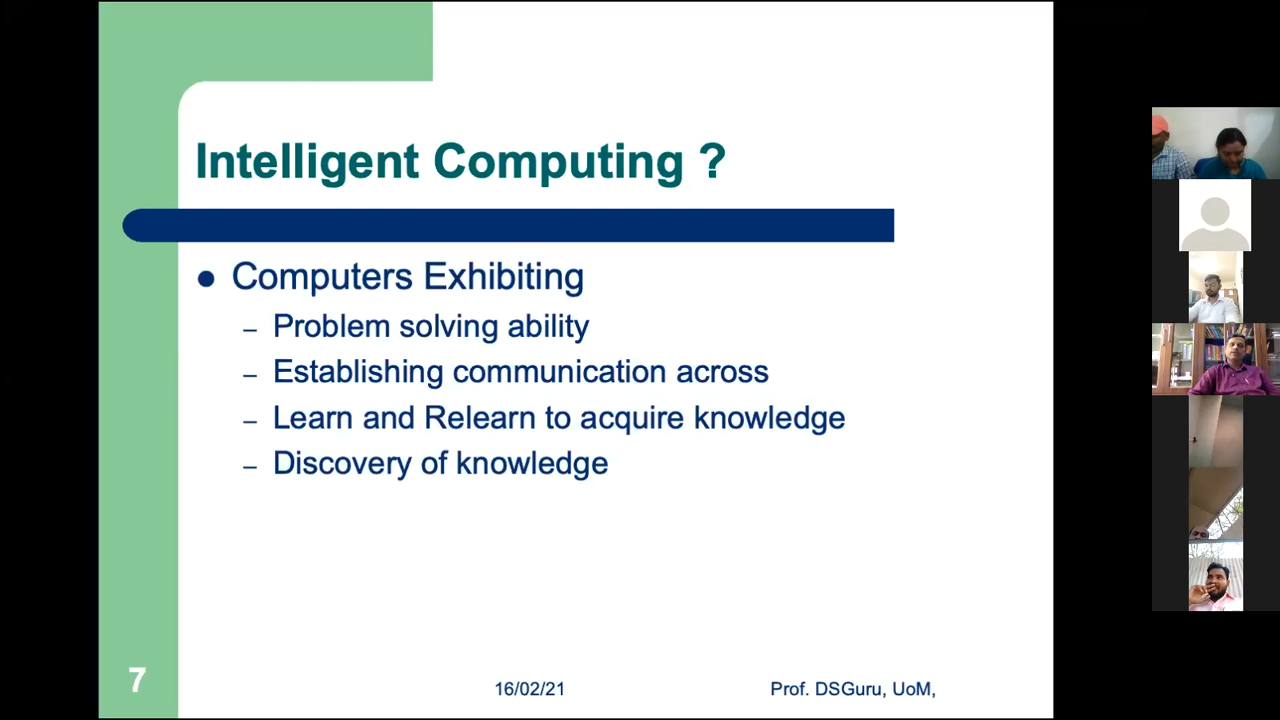 Intelligent Computing ?
● Computers Exhibiting
– Problem solving ability
– Establishing communication across
– Learn and Relearn to acquire knowledge
– Discovery of knowledge
7
16/02/21
Prof. DSGuru, UoM,